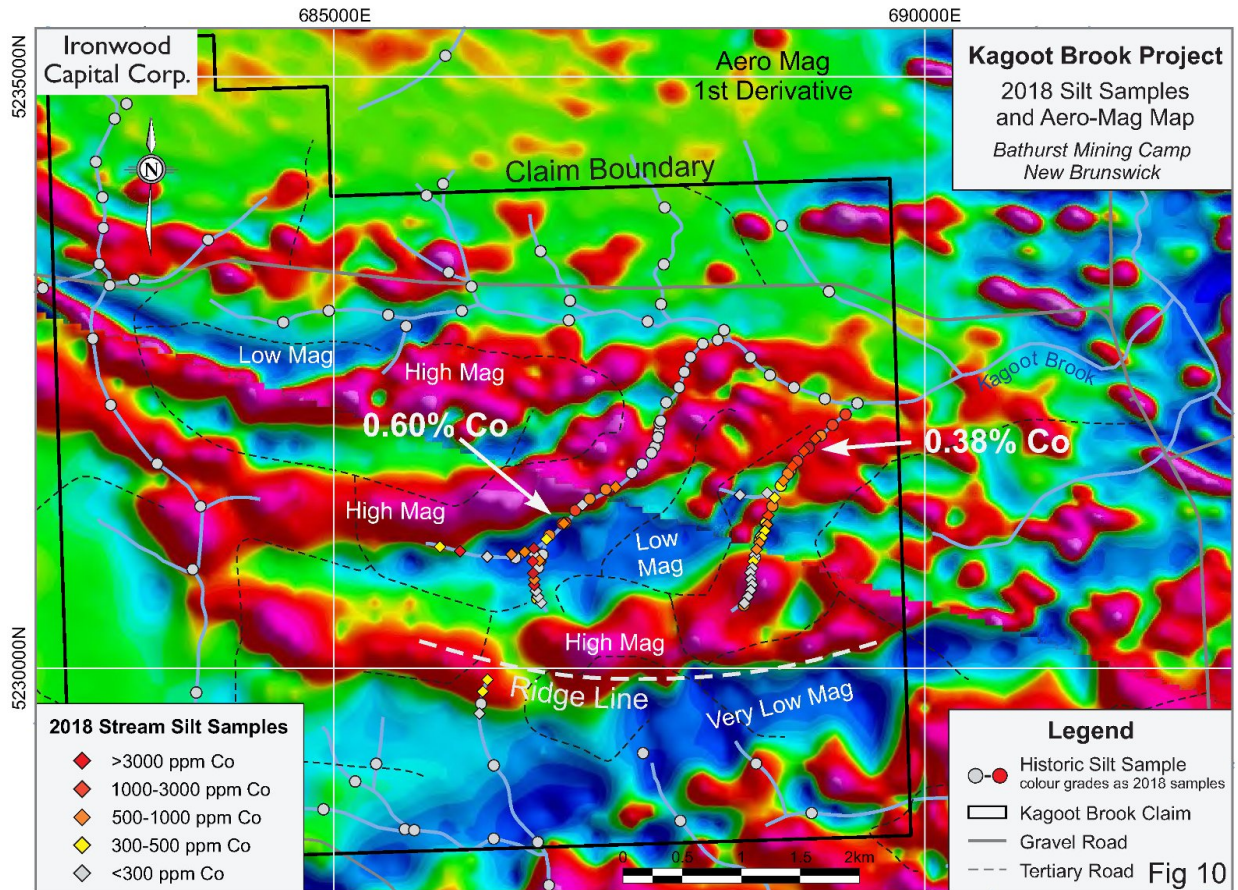 685000E
690000E
5235000N
5230000N
Ironwood
Capital Corp.
N
Aero Mag
1st Derivative
Kagoot Brook Project
2018 Silt Samples
and Aero-Mag Map
Bathurst Mining Camp
New Brunswick
Claim Boundary
Low Mag
High Mag
Kagoot Brook
0.60% Co
0.38% Co
High Mag
Low
Mag
High Mag
Ridge Line
Very Low Mag
2018 Stream Silt Samples
>3000 ppm Co
1000-3000 ppm Co
500-1000 ppm Co
300-500 ppm Co
<300 ppm Co
0 0.5 1.0 1.5 2km
Legend
Historic Silt Sample
colour grades as 2018 samples
Kagoot Brook Claim
Gravel Road
Tertiary Road
Fig 10